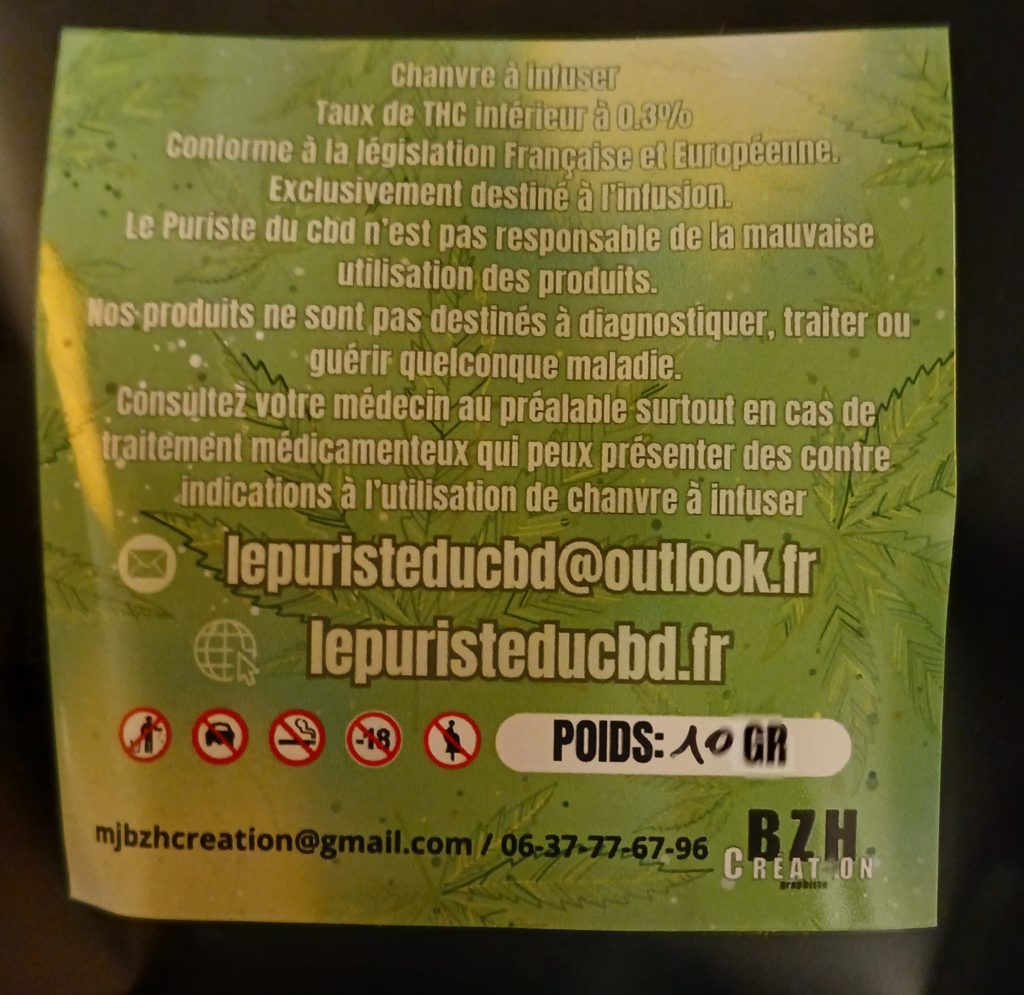 Chanvre à infuser
Taux de THC intérieur à 0.3%
Contorme à la législation Française et Européenne.
Exclusivement destiné à l'infusion.
Le Puriste du cbd n'est pas responsable de la mauvaise
utilisation des produits.
Nos produits ne sont pas destinés à diagnostiquer, traiter ou
guérir quelconque maladie.
Consultez votre médecin au préalable surtout en cas de
traitement médicamenteux qui peux présenter des contre
indications à l'utilisation de chanvre à infuser
lepuristeducbd@outlook.fr
lepuristeducbd.fr
-18
POIDS: 10 GR
mjbzhcreation@gmail.com / 06-37-77-67-96
BZH
CRÉATION
graphiste